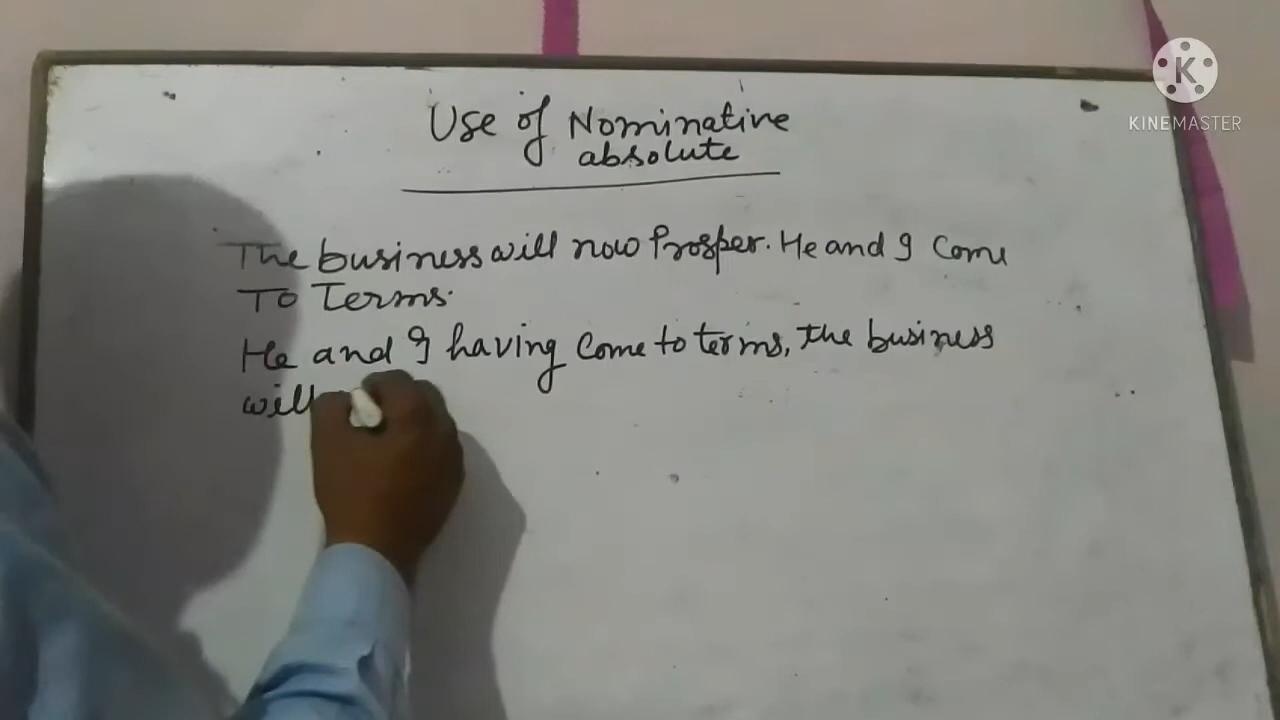 Use of Nominative
absolute
The business will now Prosper. He and I Come
To Terms.
He and I having Come to terms, the business
will
K
KINEMASTER